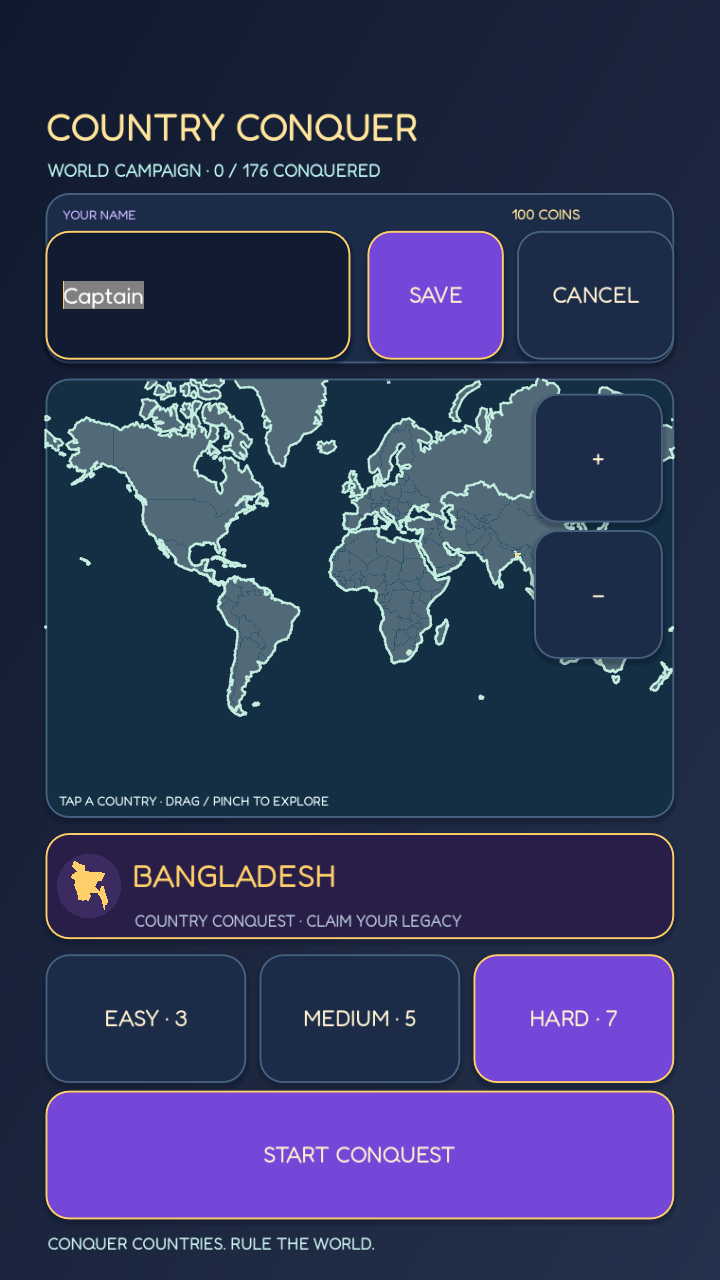 COUNTRY CONQUER
WORLD CAMPAIGN · 0 / 176 CONQUERED
YOUR NAME
100 COINS
Captain
SAVE
CANCEL
+
−
TAP A COUNTRY · DRAG / PINCH TO EXPLORE
BANGLADESH
COUNTRY CONQUEST · CLAIM YOUR LEGACY
EASY · 3
MEDIUM · 5
HARD · 7
START CONQUEST
CONQUER COUNTRIES. RULE THE WORLD.